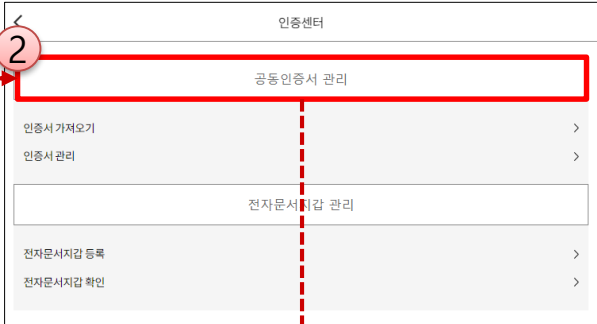 인증센터
2
공동인증서 관리
인증서 가져오기
인증서 관리
전자문서지갑 관리
전자문서지갑 등록
전자문서지갑 확인